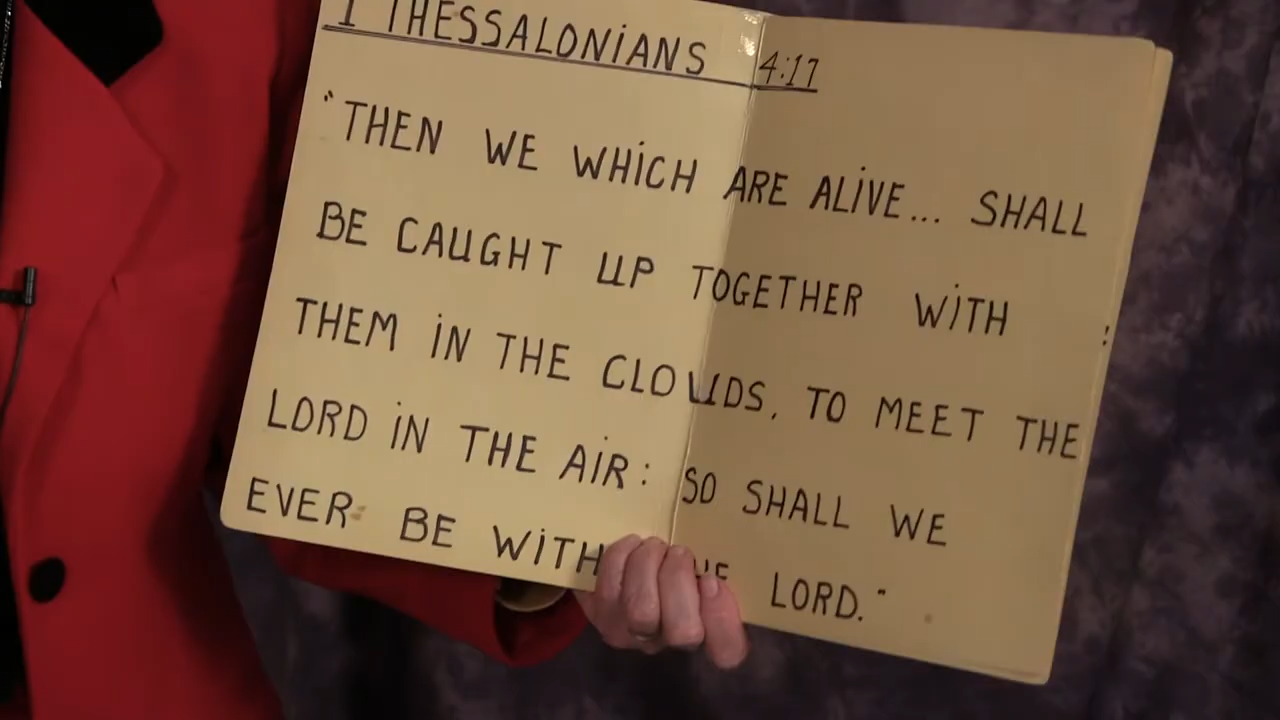 1 THESSALONiANS 4:17
"THEN WE WHiCH ARE ALiVE... SHALL
BE CAUGHT UP TOGETHER WiTH
THEM iN THE CLOUDS, TO MEET THE
LORD iN THE AiR: SO SHALL WE
EVER BE WiTH LORD."